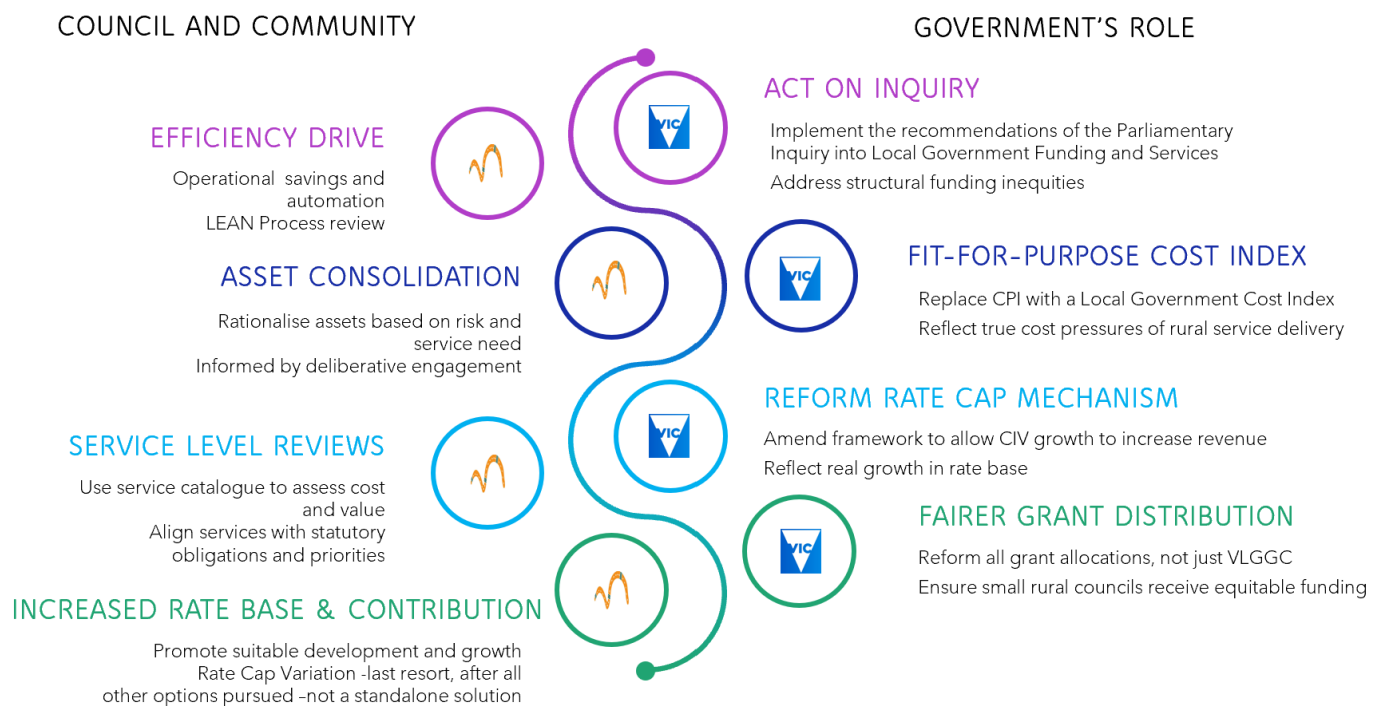 COUNCIL AND COMMUNITY
EFFICIENCY DRIVE
Operational savings and
automation
LEAN Process review
ASSET CONSOLIDATION
Rationalise assets based on risk and
service need
Informed by deliberative engagement
SERVICE LEVEL REVIEWS
Use service catalogue to assess cost
and value
Align services with statutory
obligations and priorities
INCREASED RATE BASE & CONTRIBUTION
Promote suitable development and growth
Rate Cap Variation -last resort, after all
other options pursued –not a standalone solution
GOVERNMENT’S ROLE
VIC
ACT ON INQUIRY
Implement the recommendations of the Parliamentary
Inquiry into Local Government Funding and Services
Address structural funding inequities
VIC
FIT-FOR-PURPOSE COST INDEX
Replace CPI with a Local Government Cost Index
Reflect true cost pressures of rural service delivery
VIC
REFORM RATE CAP MECHANISM
Amend framework to allow CIV growth to increase revenue
Reflect real growth in rate base
VIC
FAIRER GRANT DISTRIBUTION
Reform all grant allocations, not just VLGGC
Ensure small rural councils receive equitable funding